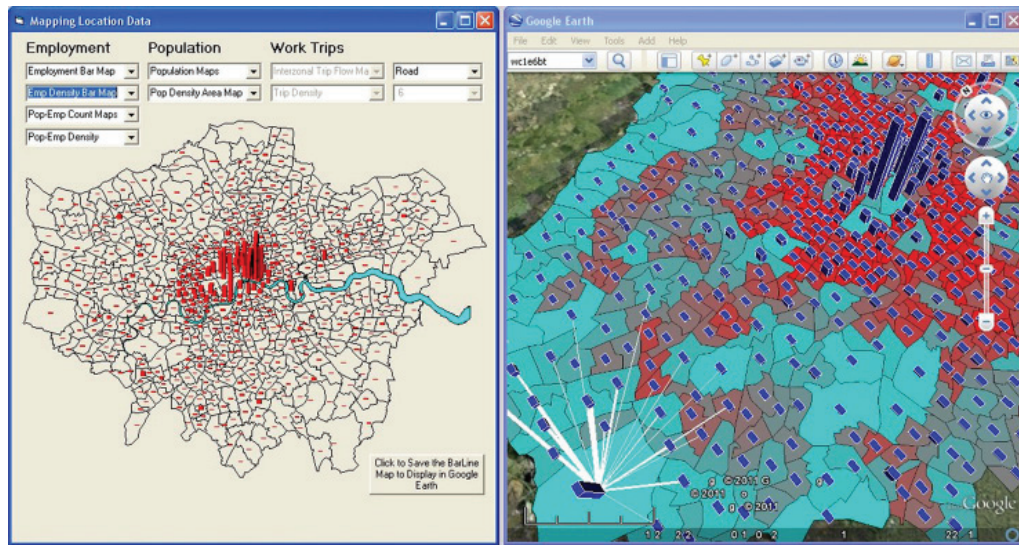 Mapping Location Data
Employment Population Work Trips
Employment Bar Map Population Maps Interzonal Trip Flow Ma Road
Emp Density Bar Map Pop Density Area Map Trip Density 6
Pop-Emp Count Maps
Pop-Emp Density
Click to Save the BarLine
Map to Display in Google
Earth
Google Earth
File Edit View Tools Add Help
wc1e6bt
N
© 2011 G
© 2011
© 2011
Google